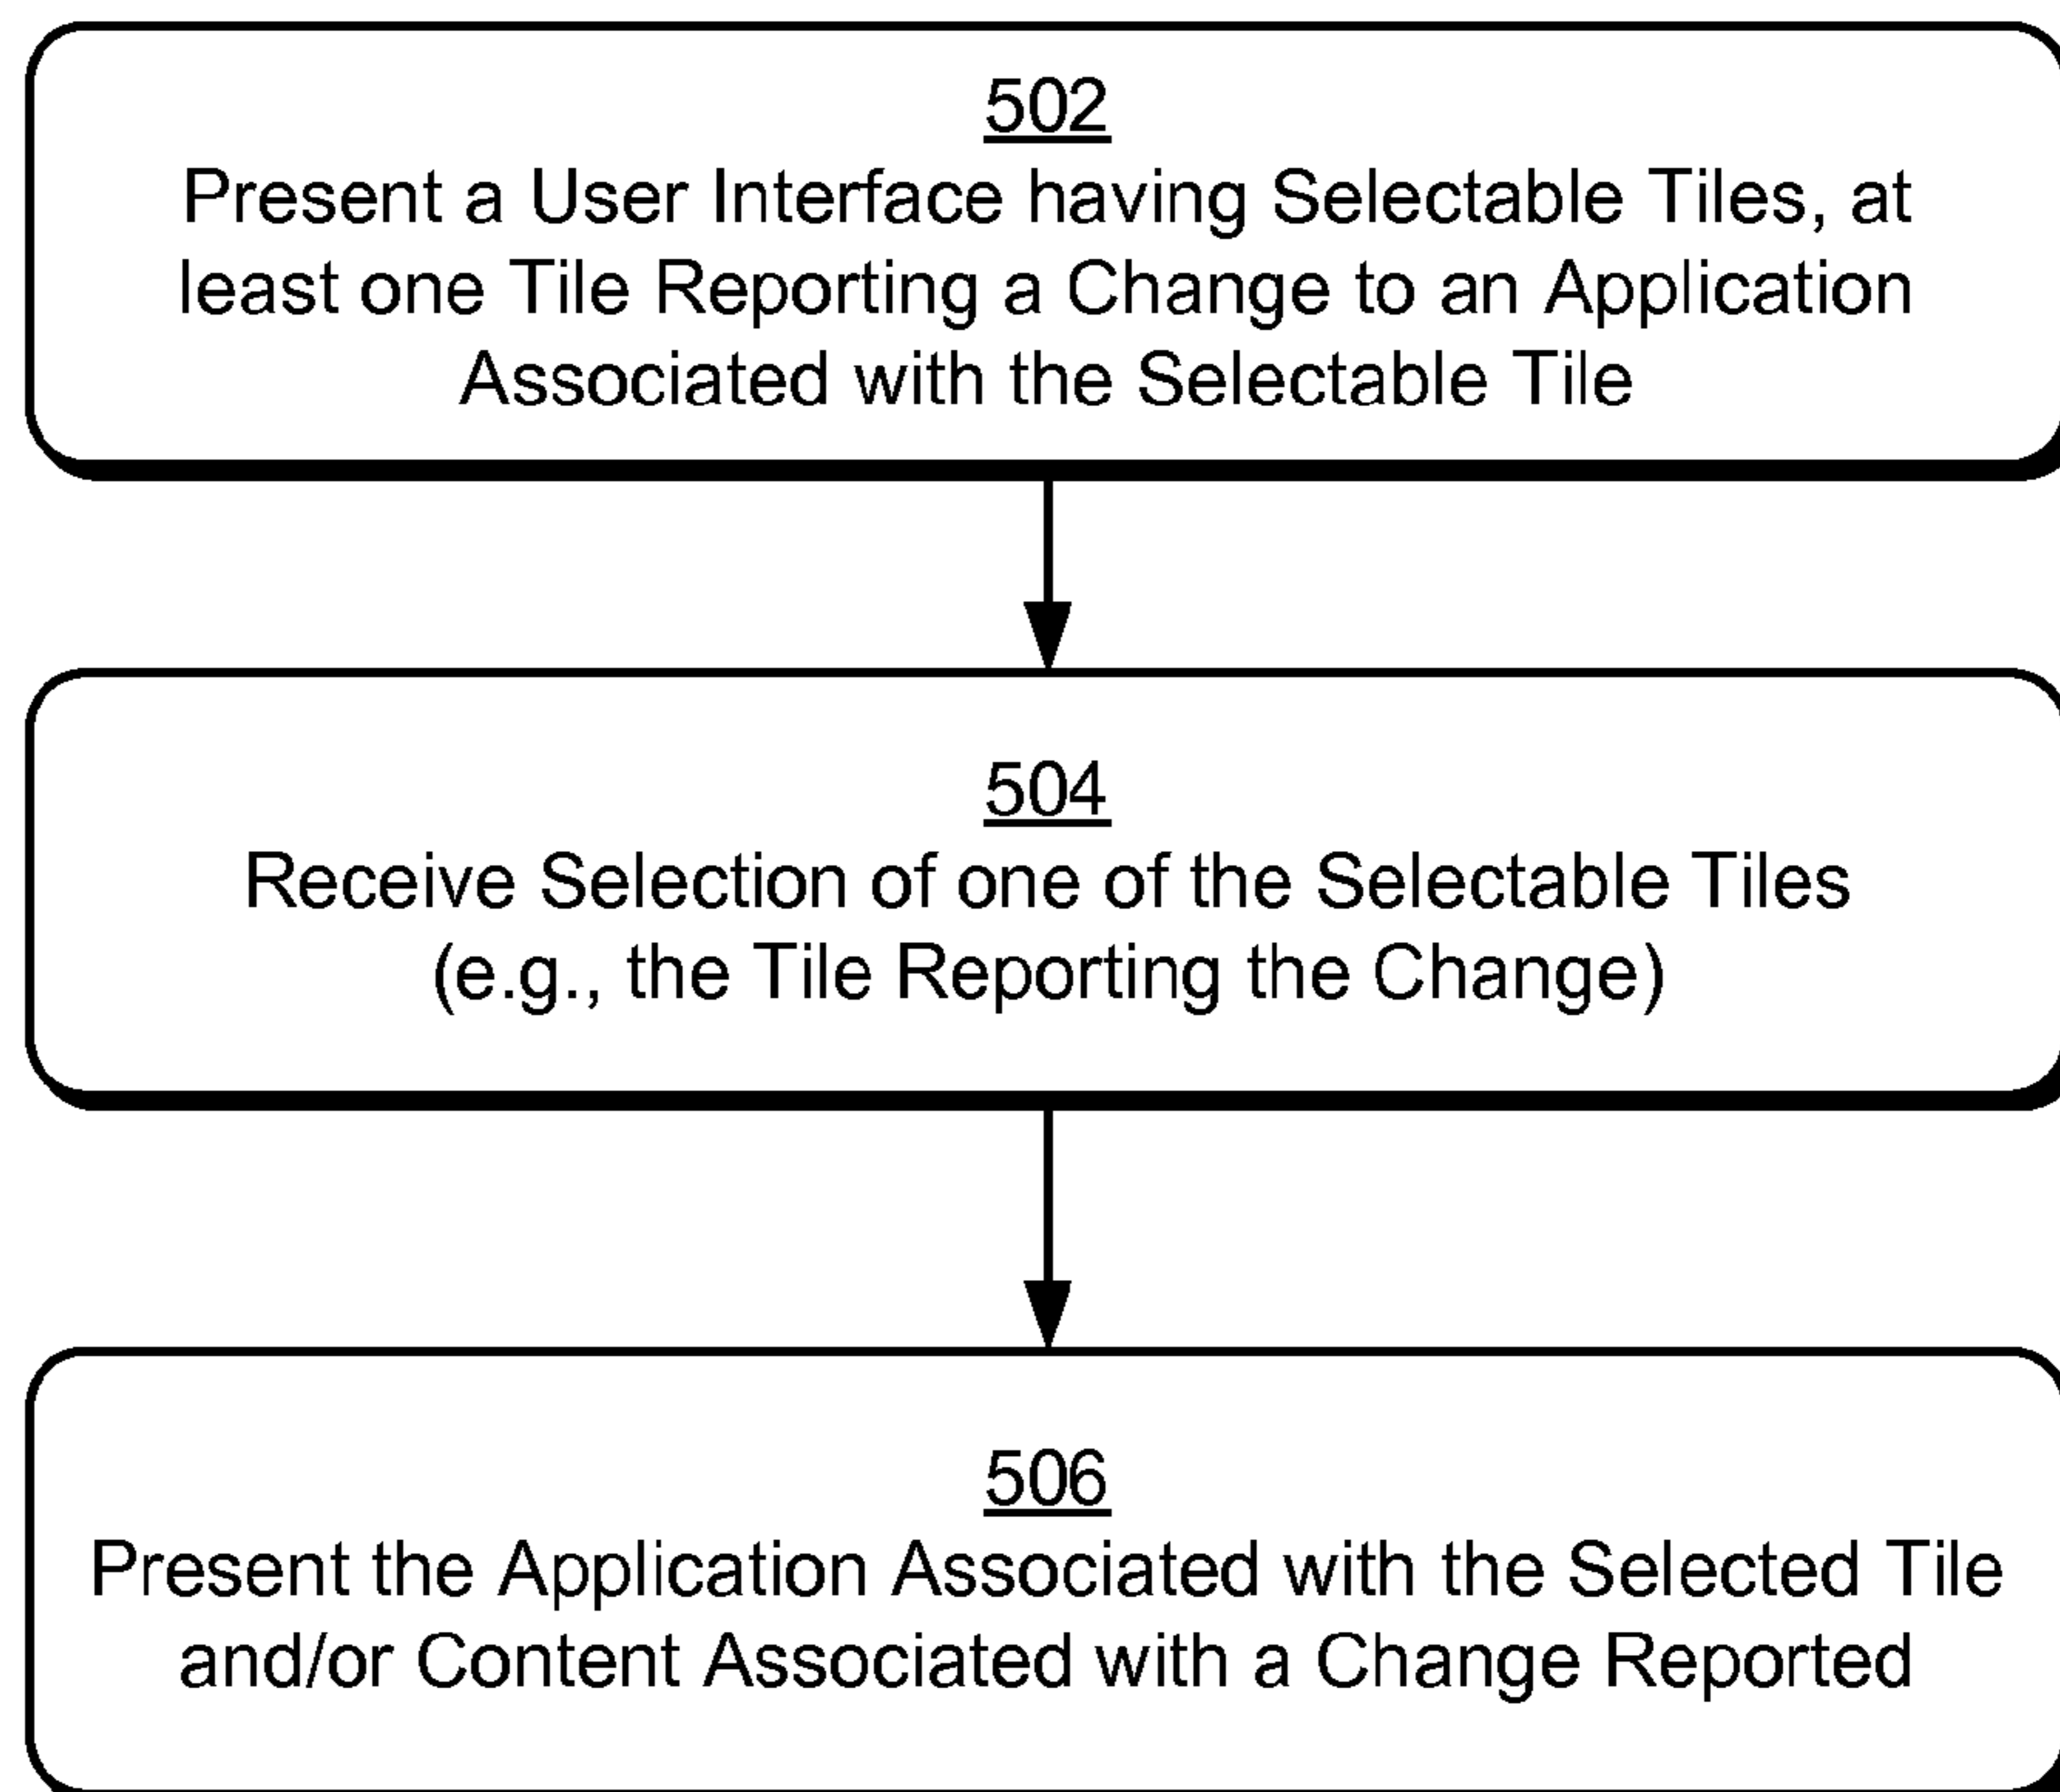 502
Present a User Interface having Selectable Tiles, at
least one Tile Reporting a Change to an Application
Associated with the Selectable Tile
504
Receive Selection of one of the Selectable Tiles
(e.g., the Tile Reporting the Change)
506
Present the Application Associated with the Selected Tile
and/or Content Associated with a Change Reported